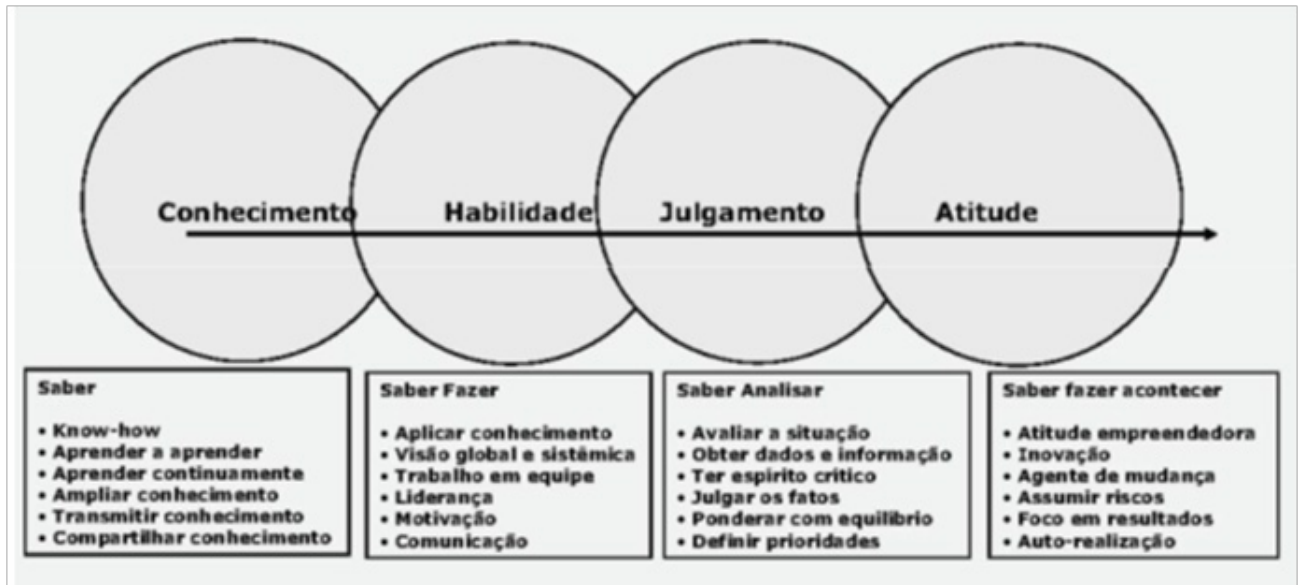 Conhecimento
Habilidade
Julgamento
Atitude
Saber
• Know-how
• Aprender a aprender
• Aprender continuamente
• Ampliar conhecimento
• Transmitir conhecimento
• Compartilhar conhecimento
Saber Fazer
• Aplicar conhecimento
• Visão global e sistêmica
• Trabalho em equipe
• Liderança
• Motivação
• Comunicação
Saber Analisar
• Avaliar a situação
• Obter dados e informação
• Ter espirito critico
• Julgar os fatos
• Ponderar com equilibrio
• Definir prioridades
Saber fazer acontecer
• Atitude empreendedora
• Inovação
• Agente de mudança
• Assumir riscos
• Foco em resultados
• Auto-realização